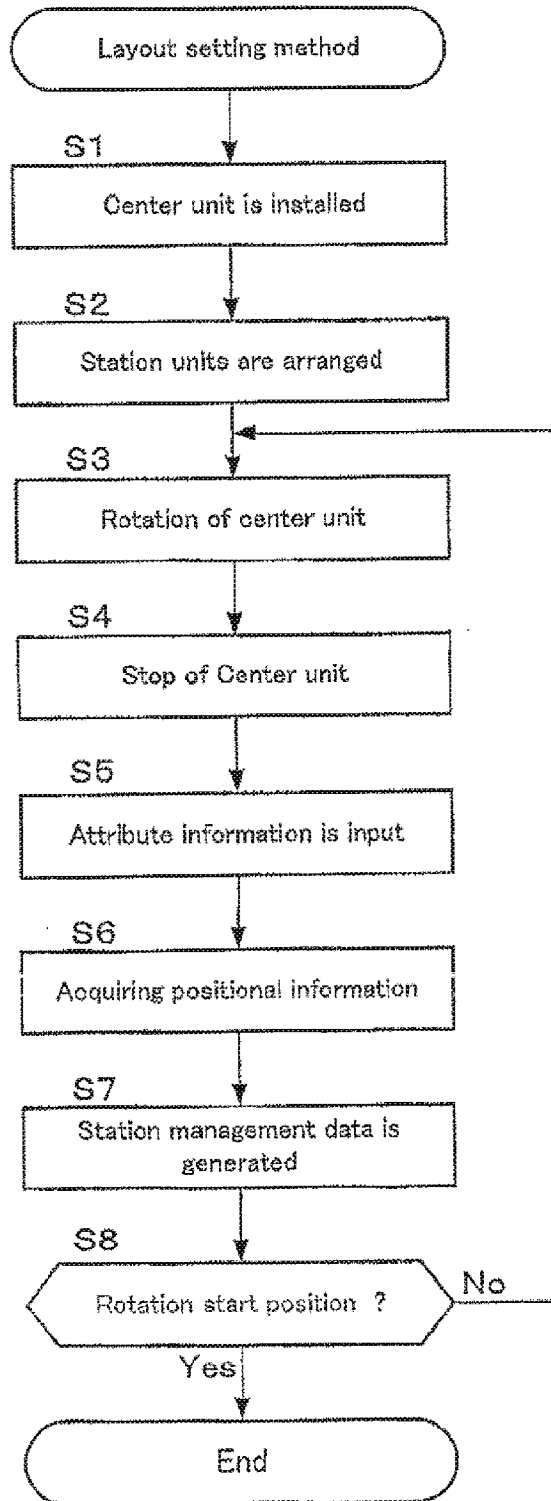 Layout setting method
S1
Center unit is installed
S2
Station units are arranged
S3
Rotation of center unit
S4
Stop of Center unit
S5
Attribute information is input
S6
Acquiring positional information
S7
Station management data is
generated
S8
Rotation start position ?
No
Yes
End